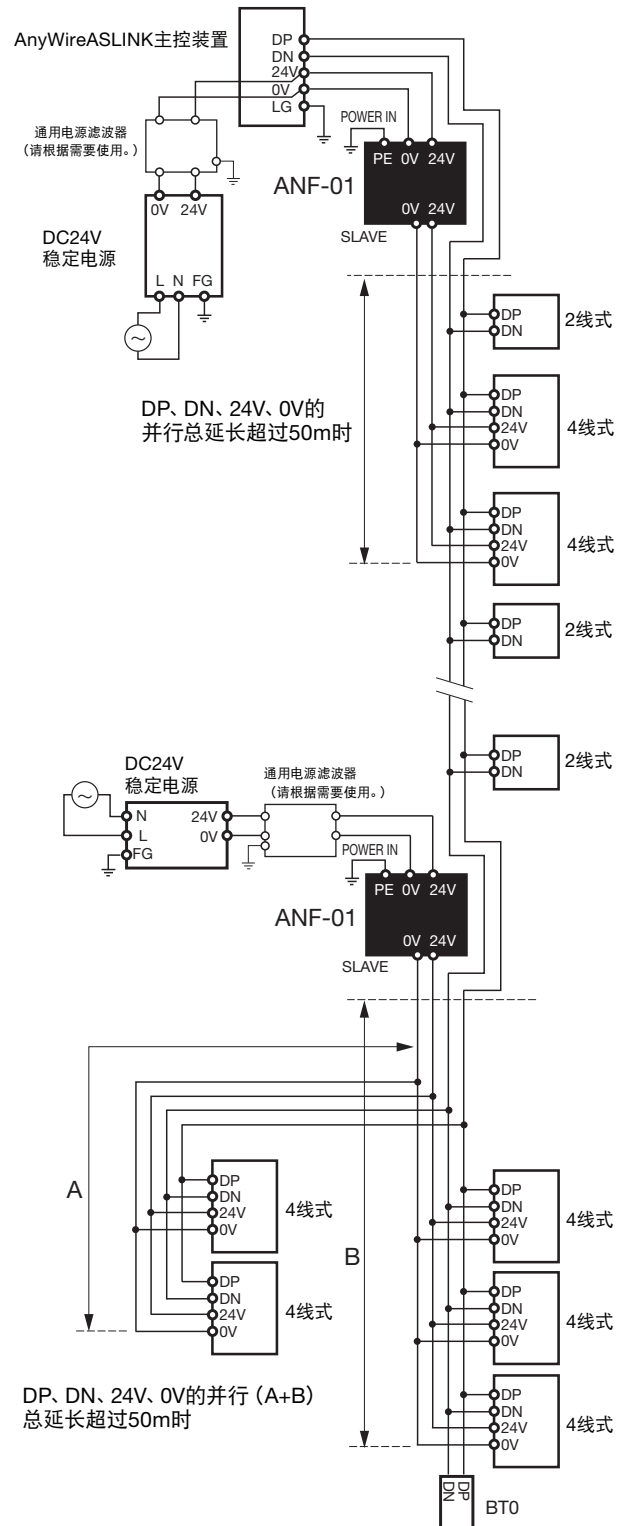 AnyWireASLINK主控装置
DP
DN
24V
0V
LG
通用电源滤波器
（请根据需要使用。）
POWER IN
PE 0V 24V
ANF-01
0V 24V
SLAVE
0V 24V
DC24V
稳定电源
L N FG
DP
DN
2线式
DP、DN、24V、0V的
并行总延长超过50m时
DP
DN
24V
0V
4线式
DP
DN
24V
0V
4线式
DP
DN
2线式
DP
DN
2线式
DC24V
稳定电源
通用电源滤波器
（请根据需要使用。）
N
L
FG
24V
0V
POWER IN
PE 0V 24V
ANF-01
0V 24V
SLAVE
A
DP
DN
24V
0V
4线式
DP
DN
24V
0V
4线式
B
DP
DN
24V
0V
4线式
DP
DN
24V
0V
4线式
DP
DN
24V
0V
4线式
DP、DN、24V、0V的并行（A+B）
总延长超过50m时
DN
DP
BT0